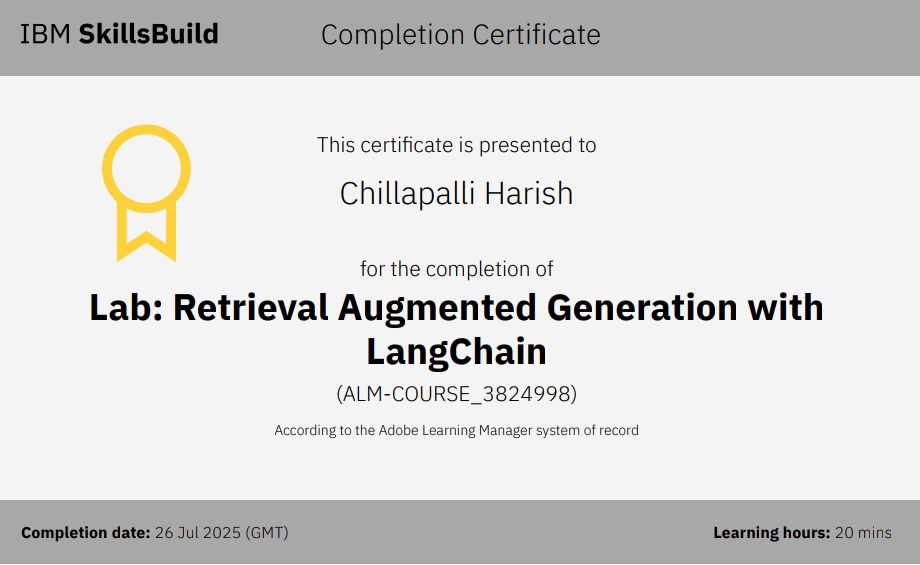 IBM SkillsBuild
Completion Certificate
This certificate is presented to
Chillapalli Harish
for the completion of
Lab: Retrieval Augmented Generation with
LangChain
(ALM-COURSE_3824998)
According to the Adobe Learning Manager system of record
Completion date: 26 Jul 2025 (GMT)
Learning hours: 20 mins